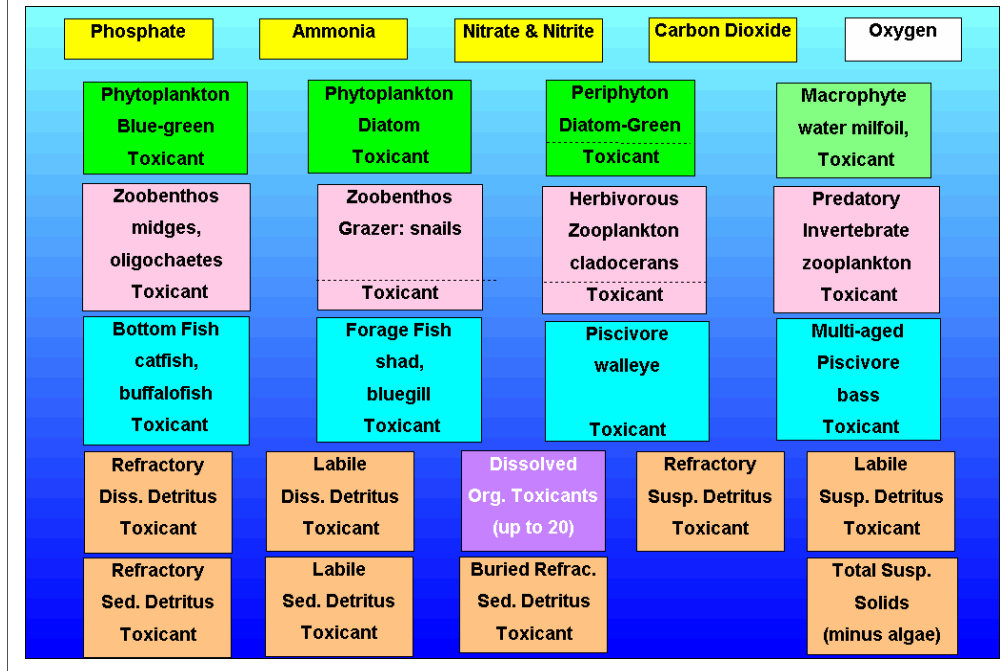 Phosphate
Ammonia
Nitrate & Nitrite
Carbon Dioxide
Oxygen
Phytoplankton
Blue-green
Toxicant
Phytoplankton
Diatom
Toxicant
Periphyton
Diatom-Green
Toxicant
Macrophyte
water milfoil,
Toxicant
Zoobenthos
midges,
oligochaetes
Toxicant
Zoobenthos
Grazer: snails
Toxicant
Herbivorous
Zooplankton
cladocerans
Toxicant
Predatory
Invertebrate
zooplankton
Toxicant
Bottom Fish
catfish,
buffalofish
Toxicant
Forage Fish
shad,
bluegill
Toxicant
Piscivore
walleye
Toxicant
Multi-aged
Piscivore
bass
Toxicant
Refractory
Diss. Detritus
Toxicant
Labile
Diss. Detritus
Toxicant
Dissolved
Org. Toxicants
(up to 20)
Refractory
Susp. Detritus
Toxicant
Labile
Susp. Detritus
Toxicant
Refractory
Sed. Detritus
Toxicant
Labile
Sed. Detritus
Toxicant
Buried Refrac.
Sed. Detritus
Toxicant
Total Susp.
Solids
(minus algae)